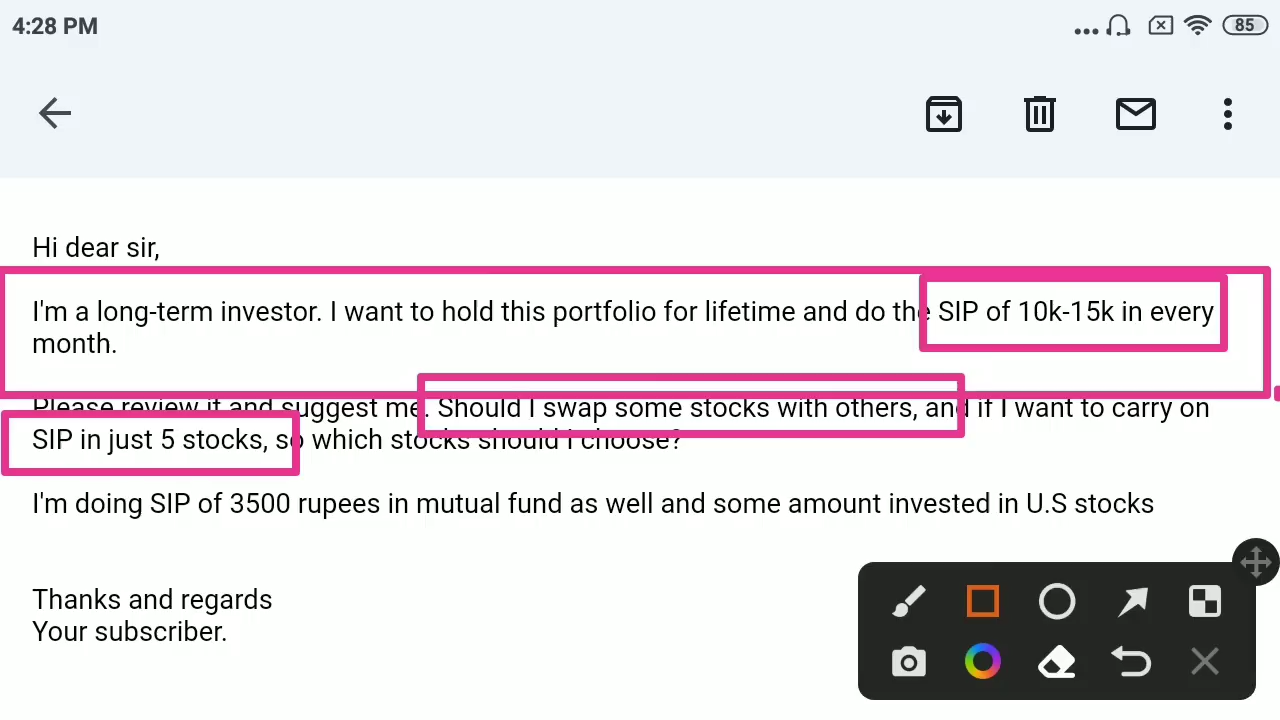 4:28 PM
85
Hi dear sir,
I'm a long-term investor. I want to hold this portfolio for lifetime and do the SIP of 10k-15k in every
month.
Please review it and suggest me. Should I swap some stocks with others, and if I want to carry on
SIP in just 5 stocks, so which stocks should I choose?
I'm doing SIP of 3500 rupees in mutual fund as well and some amount invested in U.S stocks
Thanks and regards
Your subscriber.